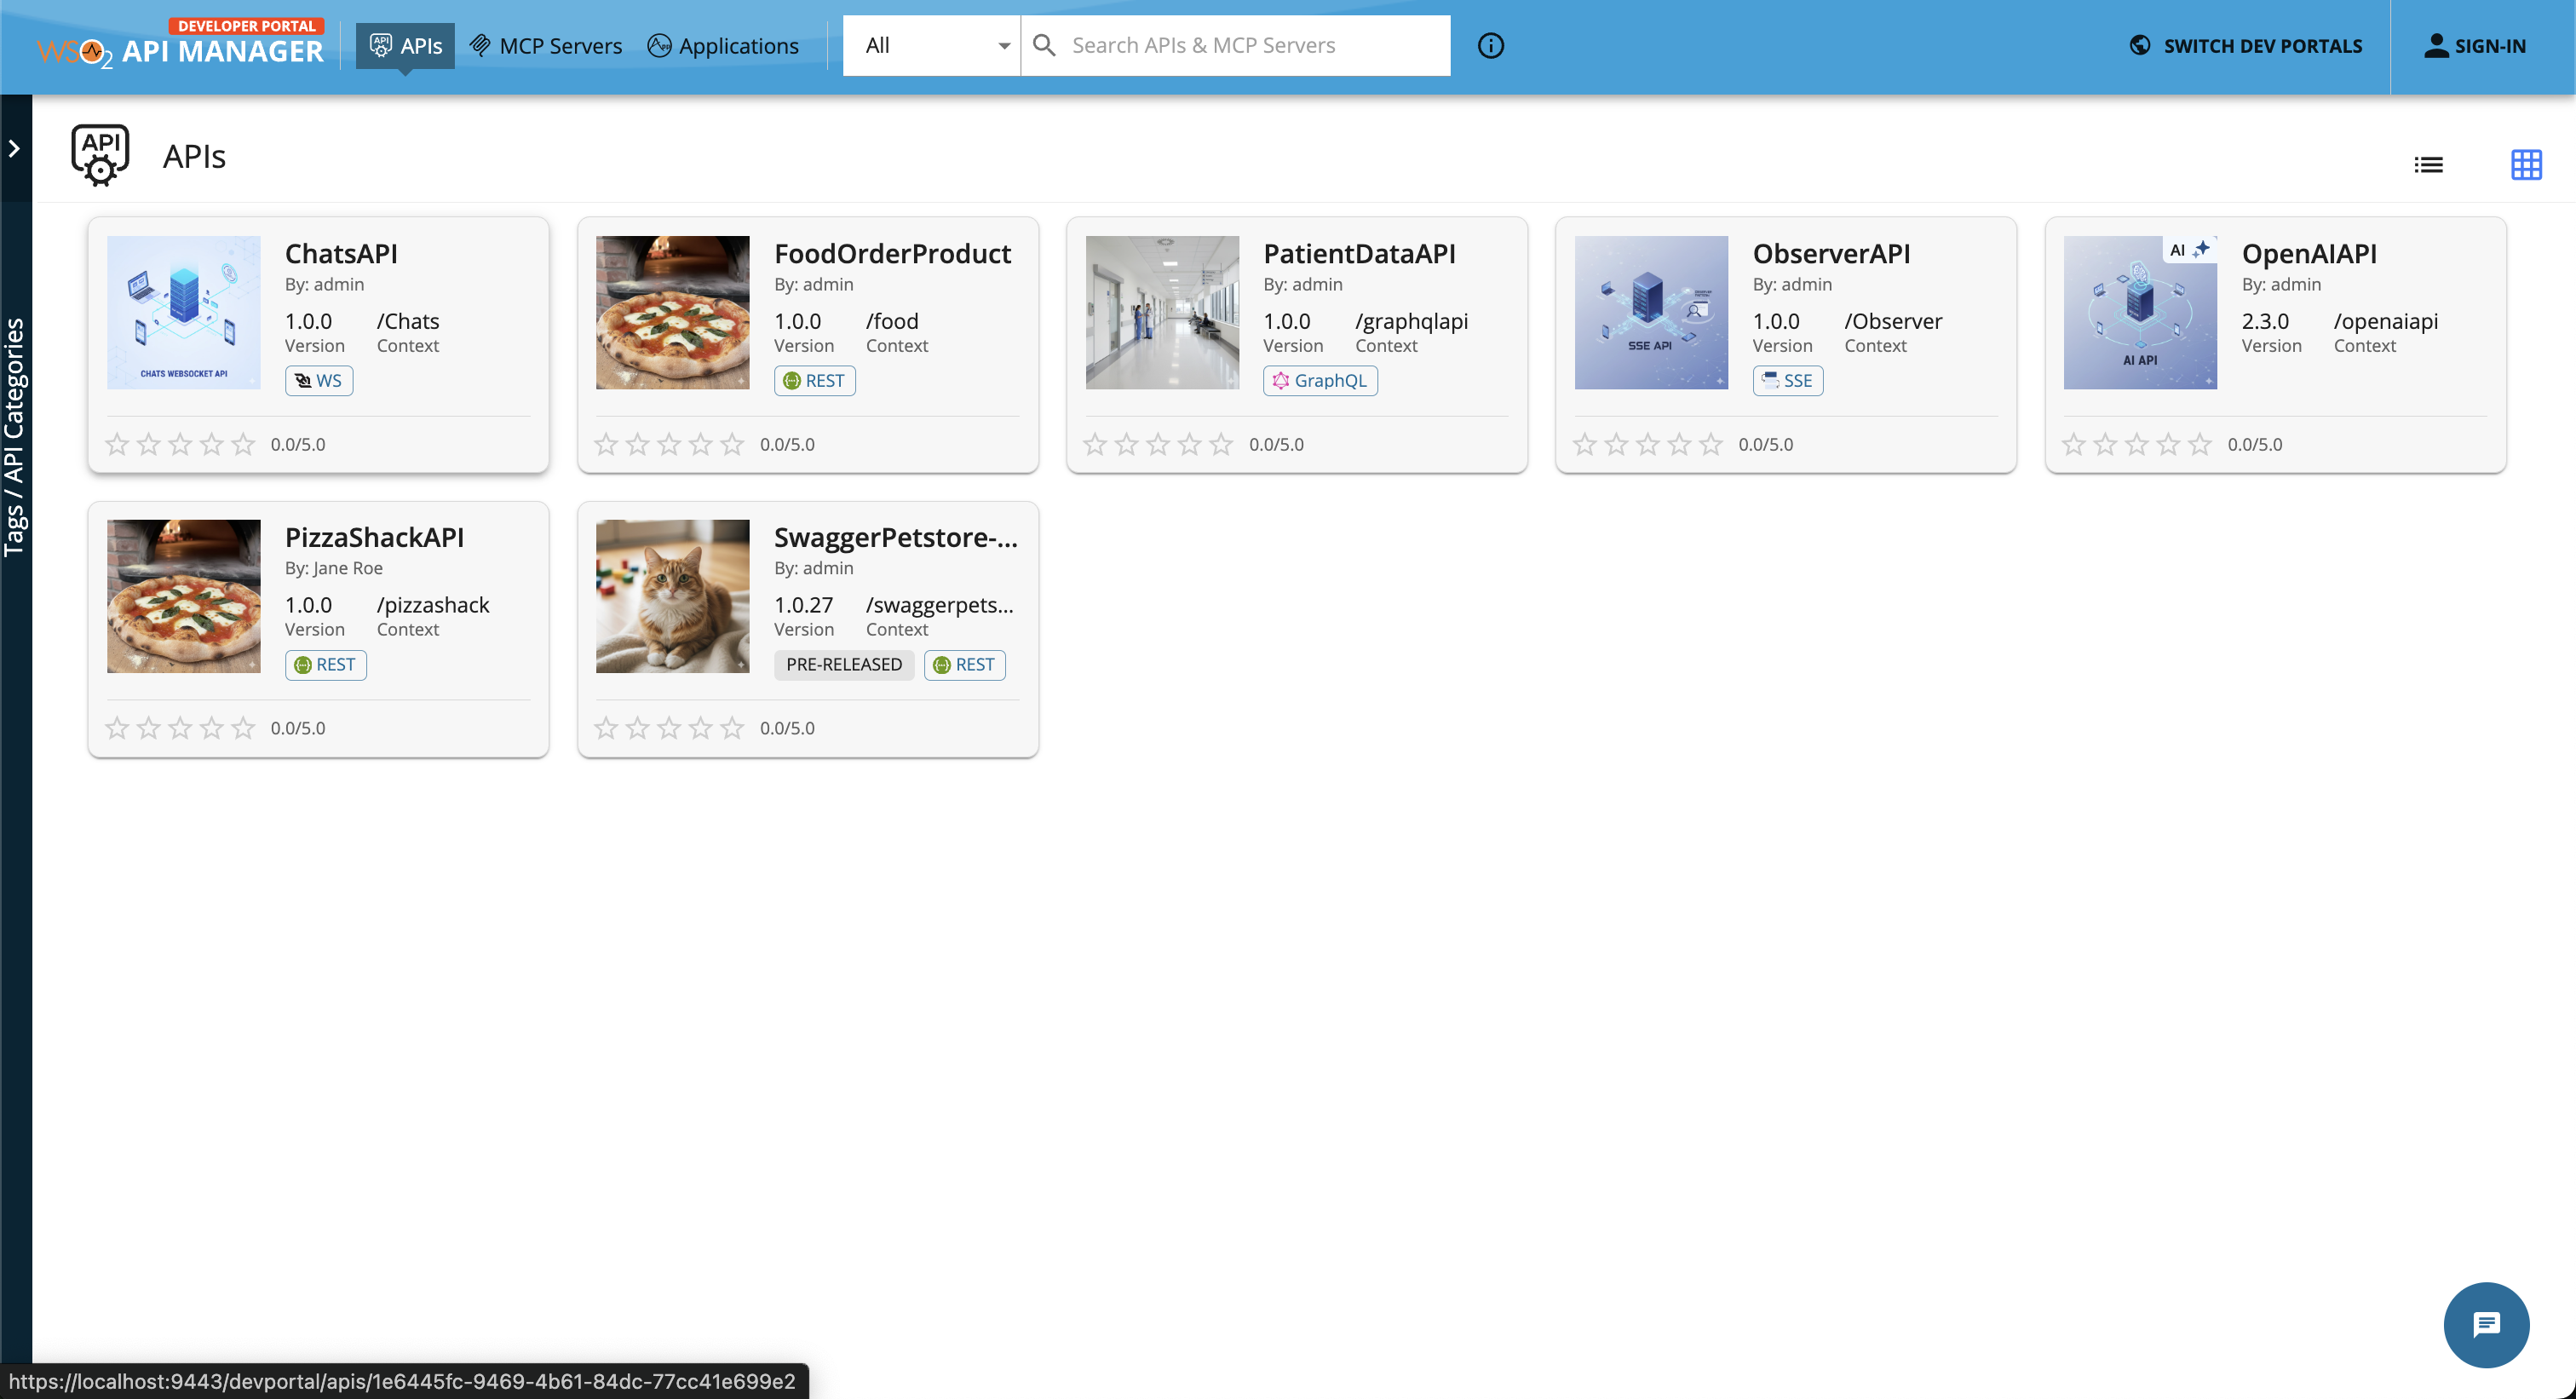 DEVELOPER PORTAL
WSO2 API MANAGER
APIs
MCP Servers
Applications
All
Search APIs & MCP Servers
SWITCH DEV PORTALS
SIGN-IN
Tags / API Categories
API
APIs
CHATS WEBSOCKET API
ChatsAPI
By: admin
1.0.0 /Chats
Version Context
WS
0.0/5.0
FoodOrderProduct
By: admin
1.0.0 /food
Version Context
REST
0.0/5.0
PatientDataAPI
By: admin
1.0.0 /graphqlapi
Version Context
GraphQL
0.0/5.0
SSE API
ObserverAPI
By: admin
1.0.0 /Observer
Version Context
SSE
0.0/5.0
AI
AI API
OpenAIAPI
By: admin
2.3.0 /openaiapi
Version Context
0.0/5.0
PizzaShackAPI
By: Jane Roe
1.0.0 /pizzashack
Version Context
REST
0.0/5.0
SwaggerPetstore-...
By: admin
1.0.27 /swaggerpets...
Version Context
PRE-RELEASED REST
0.0/5.0
https://localhost:9443/devportal/apis/1e6445fc-9469-4b61-84dc-77cc41e699e2